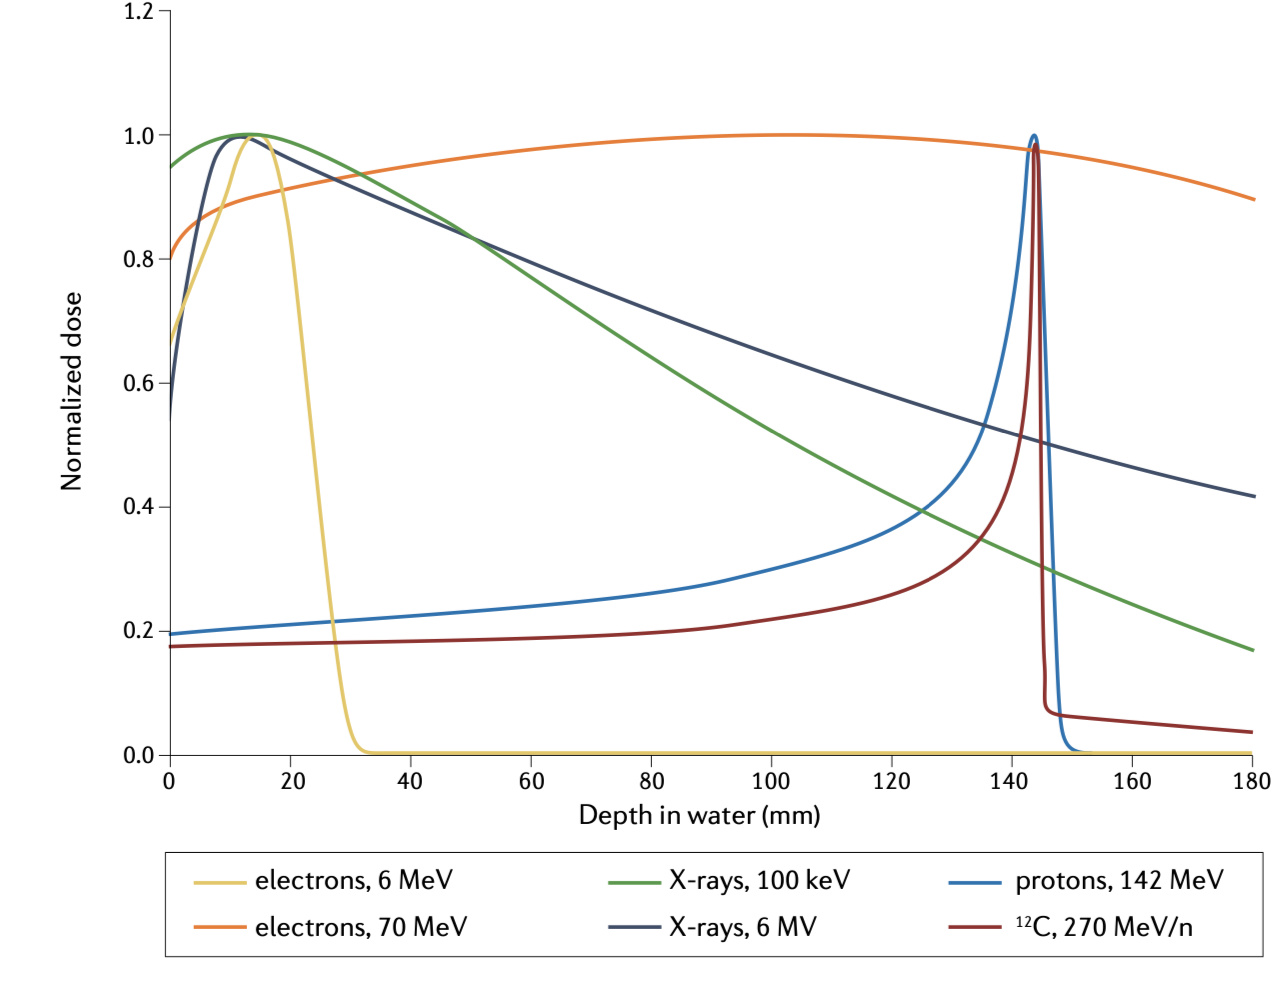 1.2
1.0
0.8
0.6
0.4
0.2
0.0
Normalized dose
0 20 40 60 80 100 120 140 160 180
Depth in water (mm)
electrons, 6 MeV X-rays, 100 keV protons, 142 MeV
electrons, 70 MeV X-rays, 6 MV ¹²C, 270 MeV/n